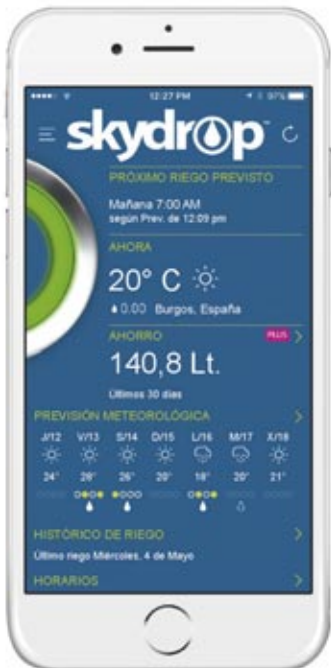 12:27 PM 97%
skydrop
PRÓXIMO RIEGO PREVISTO
Mañana 7:00 AM
según Prev. de 12:09 pm
AHORA
20° C
0.00 Burgos, España
AHORRO PLUS
140,8 Lt.
Últimos 30 días
PREVISIÓN METEOROLÓGICA
J/12 V/13 S/14 D/15 L/16 M/17 X/18
24° 28° 26° 20° 18° 20° 21°
HISTÓRICO DE RIEGO
Último riego Miércoles, 4 de Mayo
HORARIOS